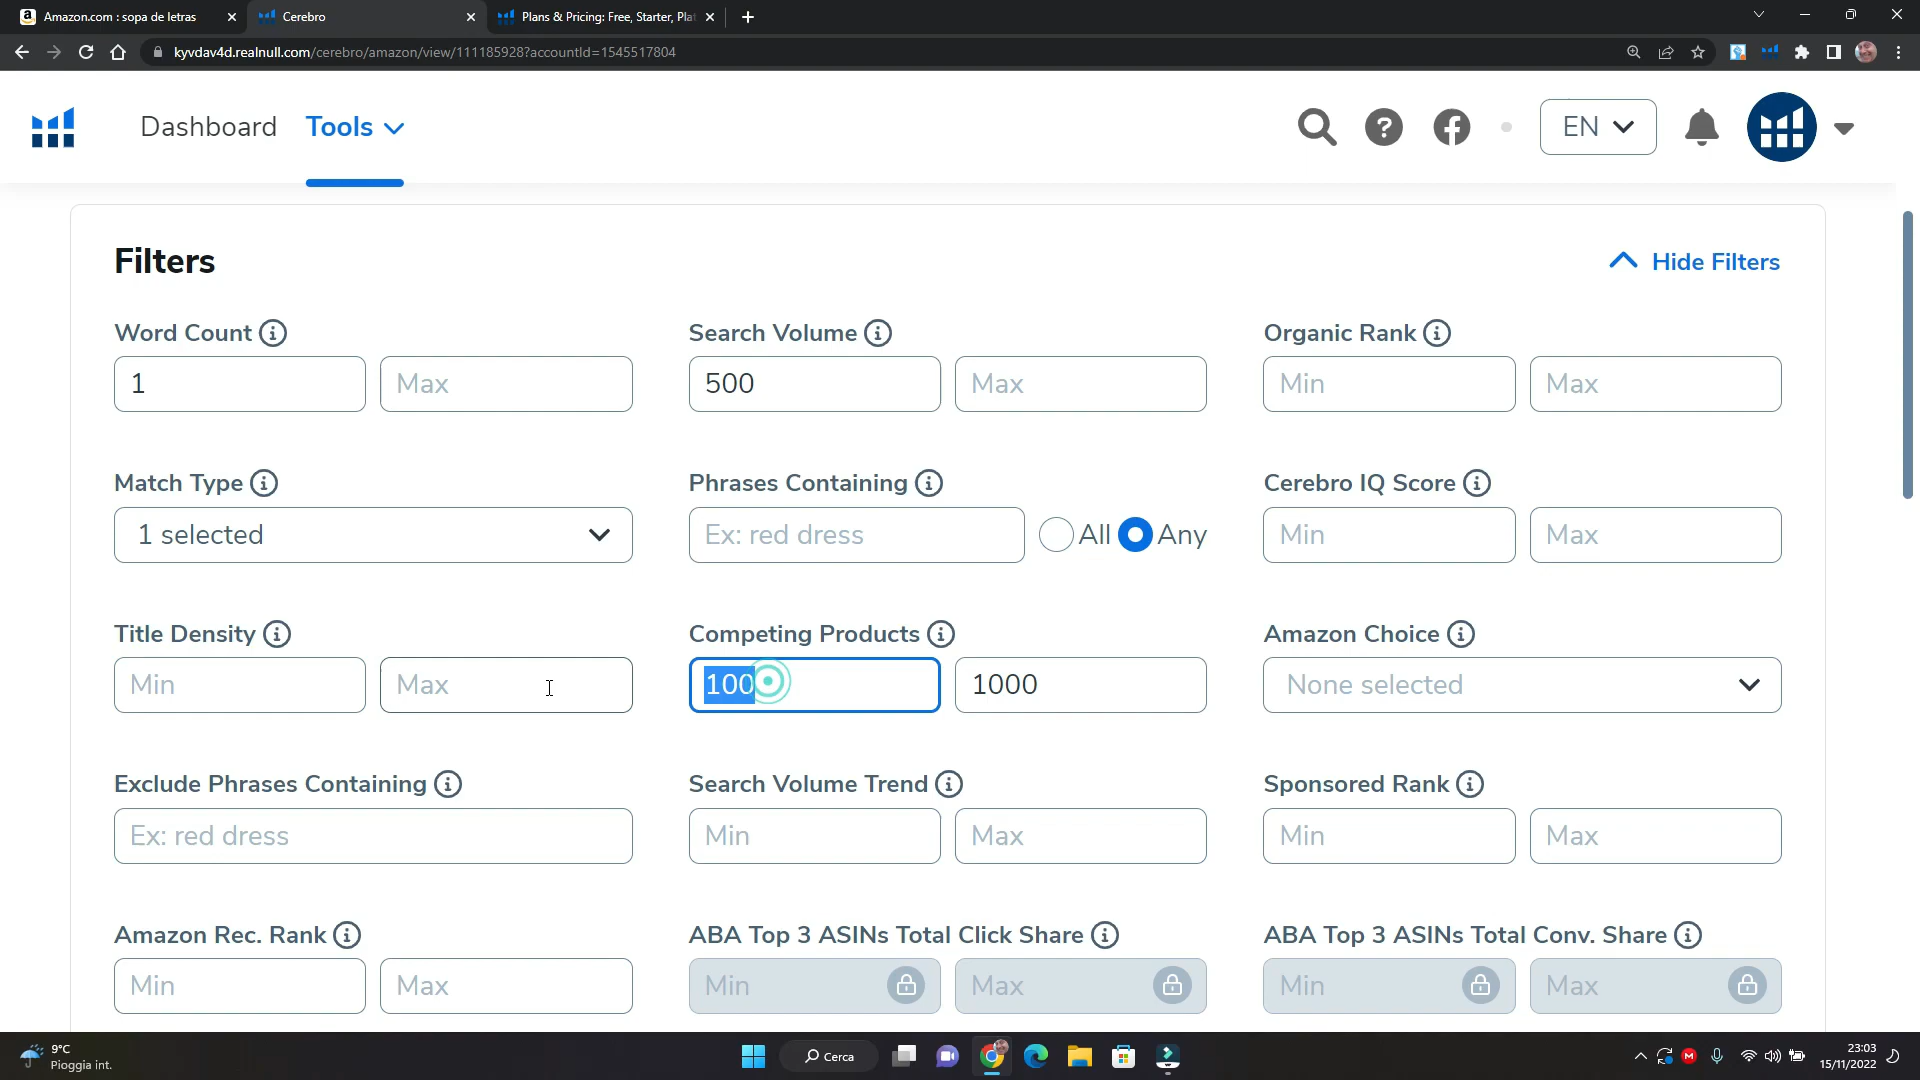 Amazon.com : sopa de letras
Cerebro
Plans & Pricing: Free, Starter, Pla
kyvdav4d.realnull.com/cerebro/amazon/view/111185928?accountId=1545517804
Dashboard
Tools
EN
Filters
Hide Filters
Word Count
Search Volume
Organic Rank
1
Max
500
Max
Min
Max
Match Type
Phrases Containing
Cerebro IQ Score
1 selected
Ex: red dress
All
Any
Min
Max
Title Density
Competing Products
Amazon Choice
Min
Max
100
1000
None selected
Exclude Phrases Containing
Search Volume Trend
Sponsored Rank
Ex: red dress
Min
Max
Min
Max
Amazon Rec. Rank
ABA Top 3 ASINs Total Click Share
ABA Top 3 ASINs Total Conv. Share
Min
Max
Min
Max
Min
Max
9°C
Pioggia int.
Cerca
23:03
15/11/2022